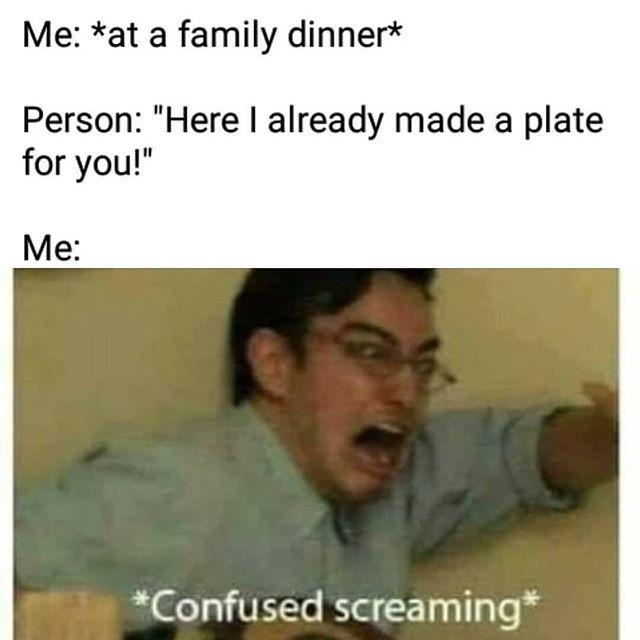 Me: *at a family dinner*
Person: "Here I already made a plate
for you!"
Me:
*Confused screaming*